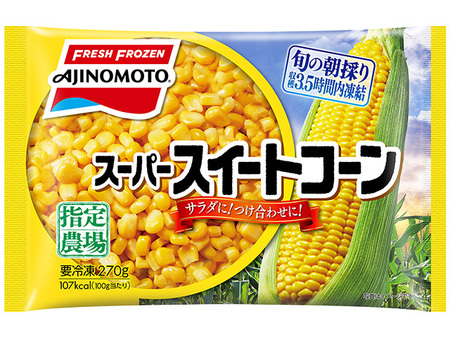 FRESH FROZEN
AJINOMOTO®
旬の朝採り
収穫3.5時間内凍結
スーパースイートコーン
サラダに!つけ合わせに!
指定
農場
要冷凍270g
107kcal(100g当たり)